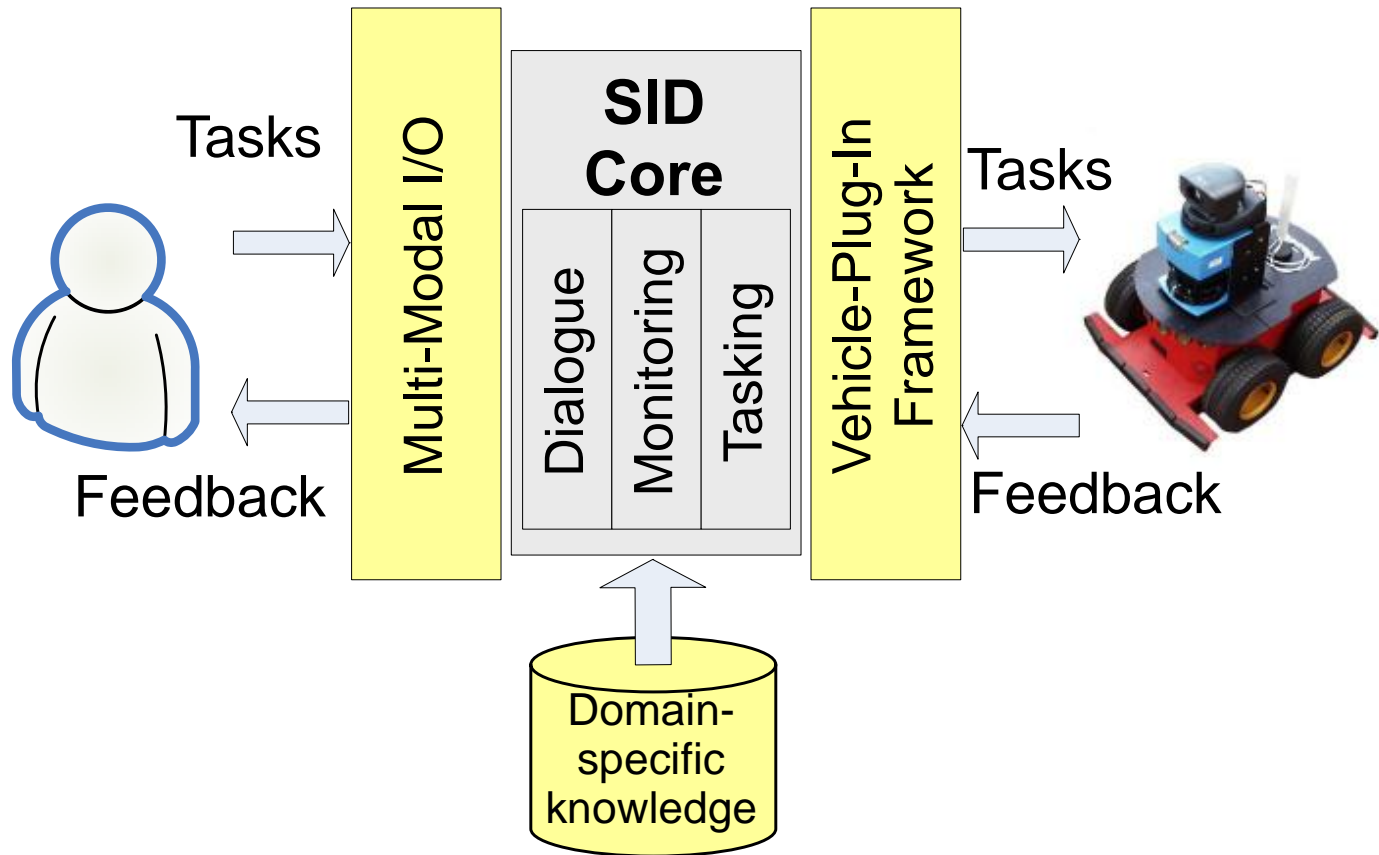 Tasks
Feedback
Multi-Modal I/O
SID
Core
Dialogue
Monitoring
Tasking
Vehicle-Plug-In
Framework
Tasks
Feedback
Domain-
specific
knowledge